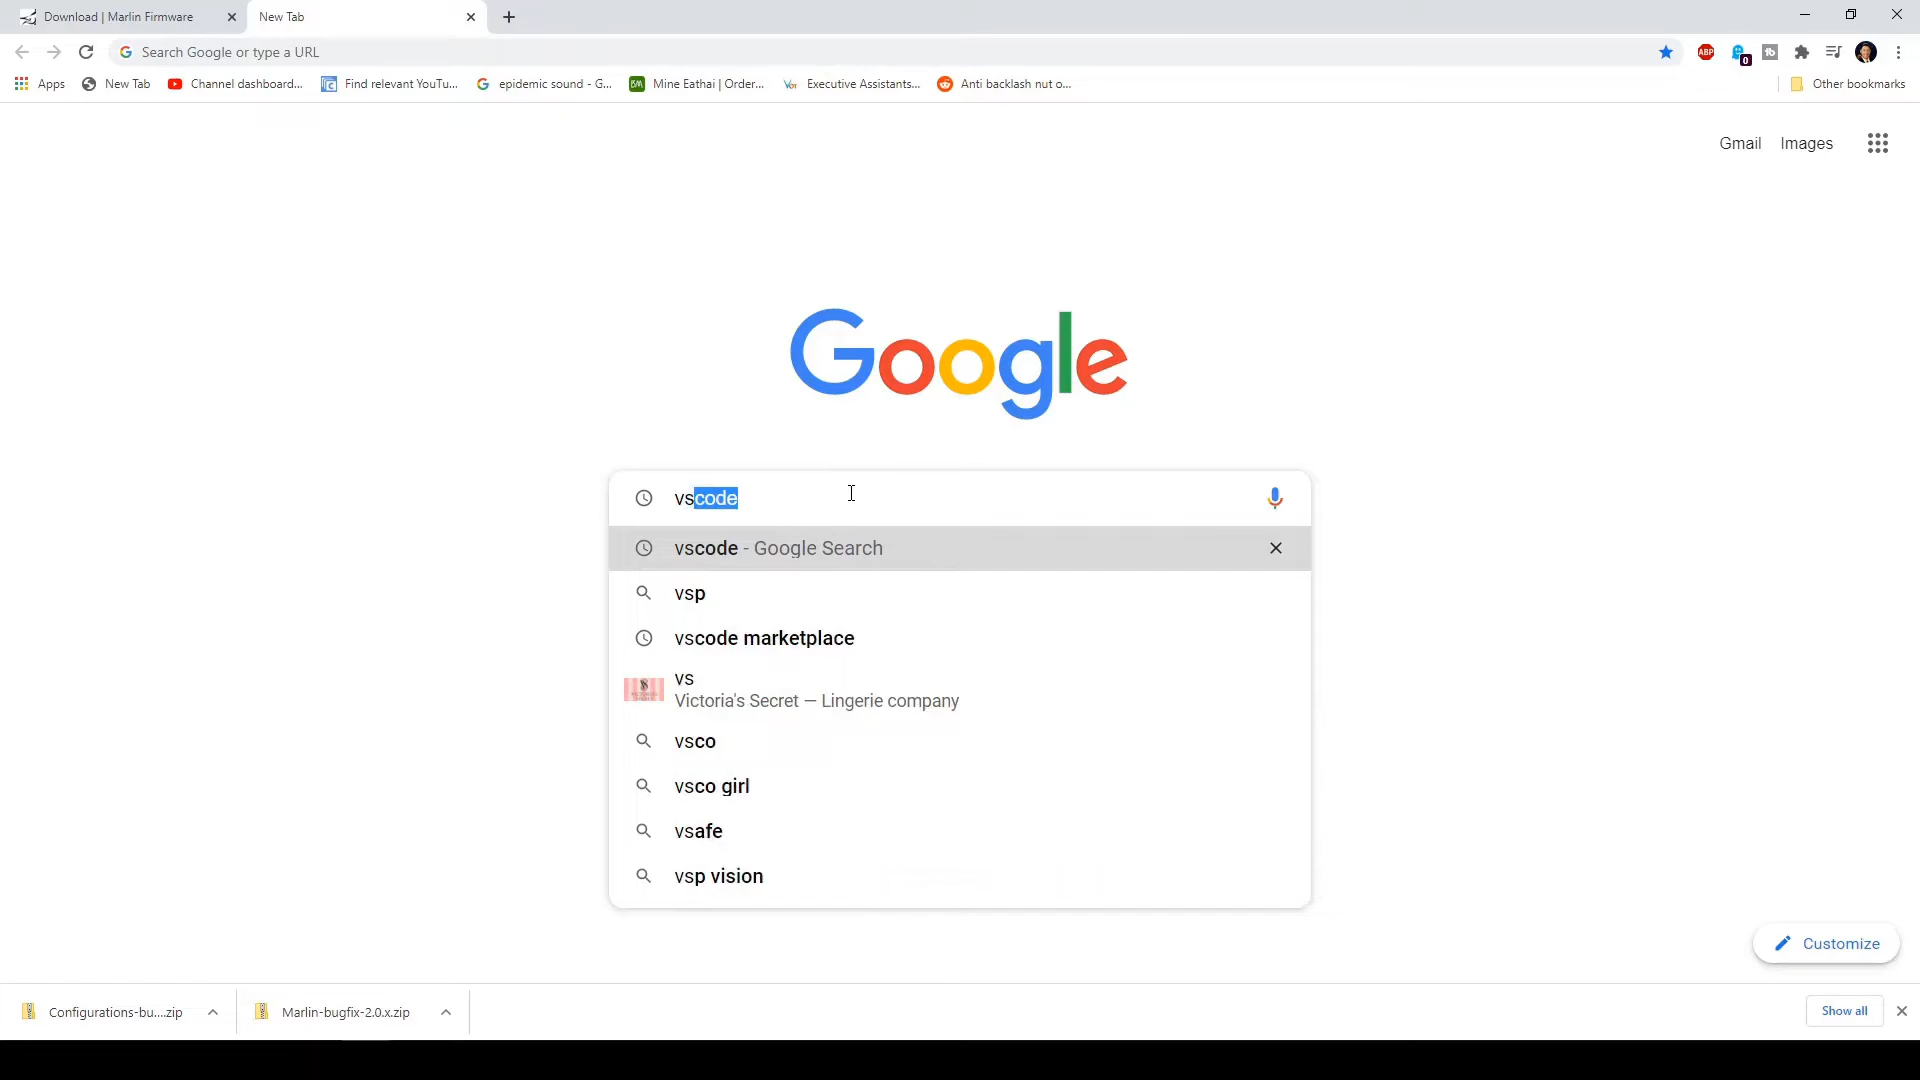 Download | Marlin Firmware
New Tab
Search Google or type a URL
ABP
0
Apps
New Tab
Channel dashboard...
Find relevant YouTu...
epidemic sound - G...
Mine Eathai | Order...
Executive Assistants...
Anti backlash nut o...
Other bookmarks
Gmail
Images
Google
vscode
vscode - Google Search
vsp
vscode marketplace
vs
Victoria's Secret — Lingerie company
vsco
vsco girl
vsafe
vsp vision
Customize
Configurations-bu....zip
Marlin-bugfix-2.0.x.zip
Show all